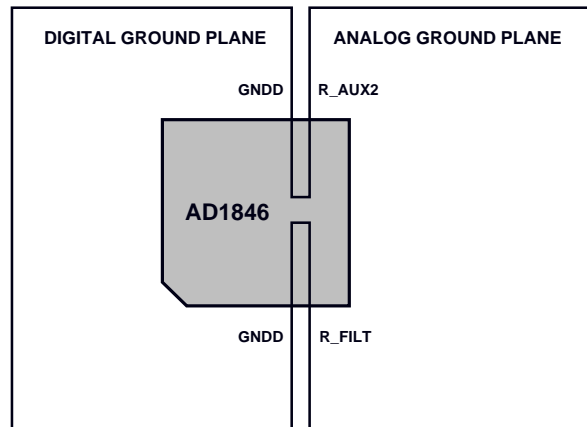 DIGITAL GROUND PLANE
ANALOG GROUND PLANE
GNDD
R_AUX2
AD1846
GNDD
R_FILT